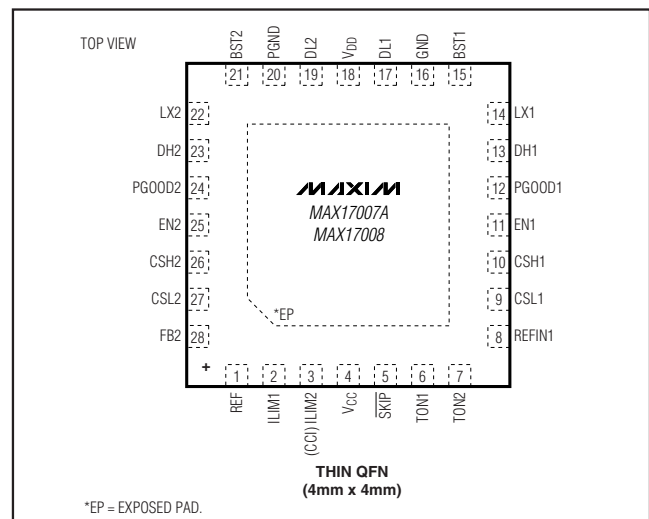 TOP VIEW
BST2
PGND
DL2
VDD
DL1
GND
BST1
21 20 19 18 17 16 15
LX2 22
14 LX1
DH2 23
13 DH1
PGOOD2 24
12 PGOOD1
MAXIM
MAX17007A
MAX17008
EN2 25
11 EN1
CSH2 26
10 CSH1
CSL2 27
9 CSL1
*EP
FB2 28
8 REFIN1
+
1 2 3 4 5 6 7
REF
ILIM1
(CCI) ILIM2
VCC
SKIP
TON1
TON2
THIN QFN
(4mm x 4mm)
*EP = EXPOSED PAD.